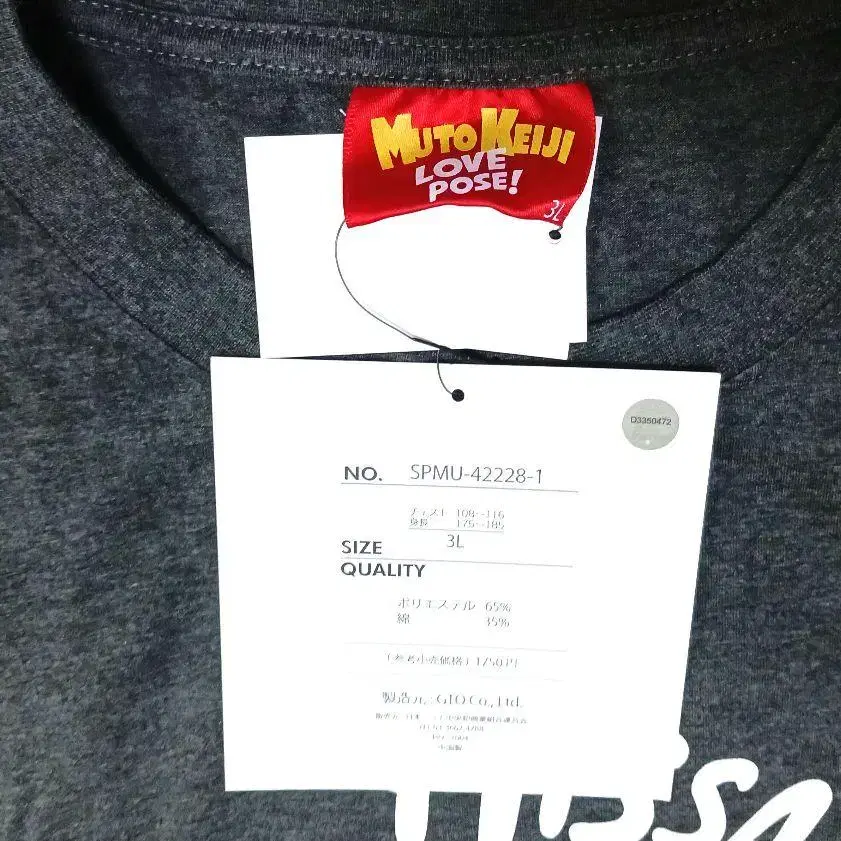 MUTO KEIJI
LOVE
POSE!
3L
D3350472
NO. SPMU-42228-1
チェスト 108~116
身長 175~185
SIZE 3L
QUALITY
ポリエステル 65%
綿 35%
(参考小売価格) 1750円
製造元:GIO Co., Ltd.